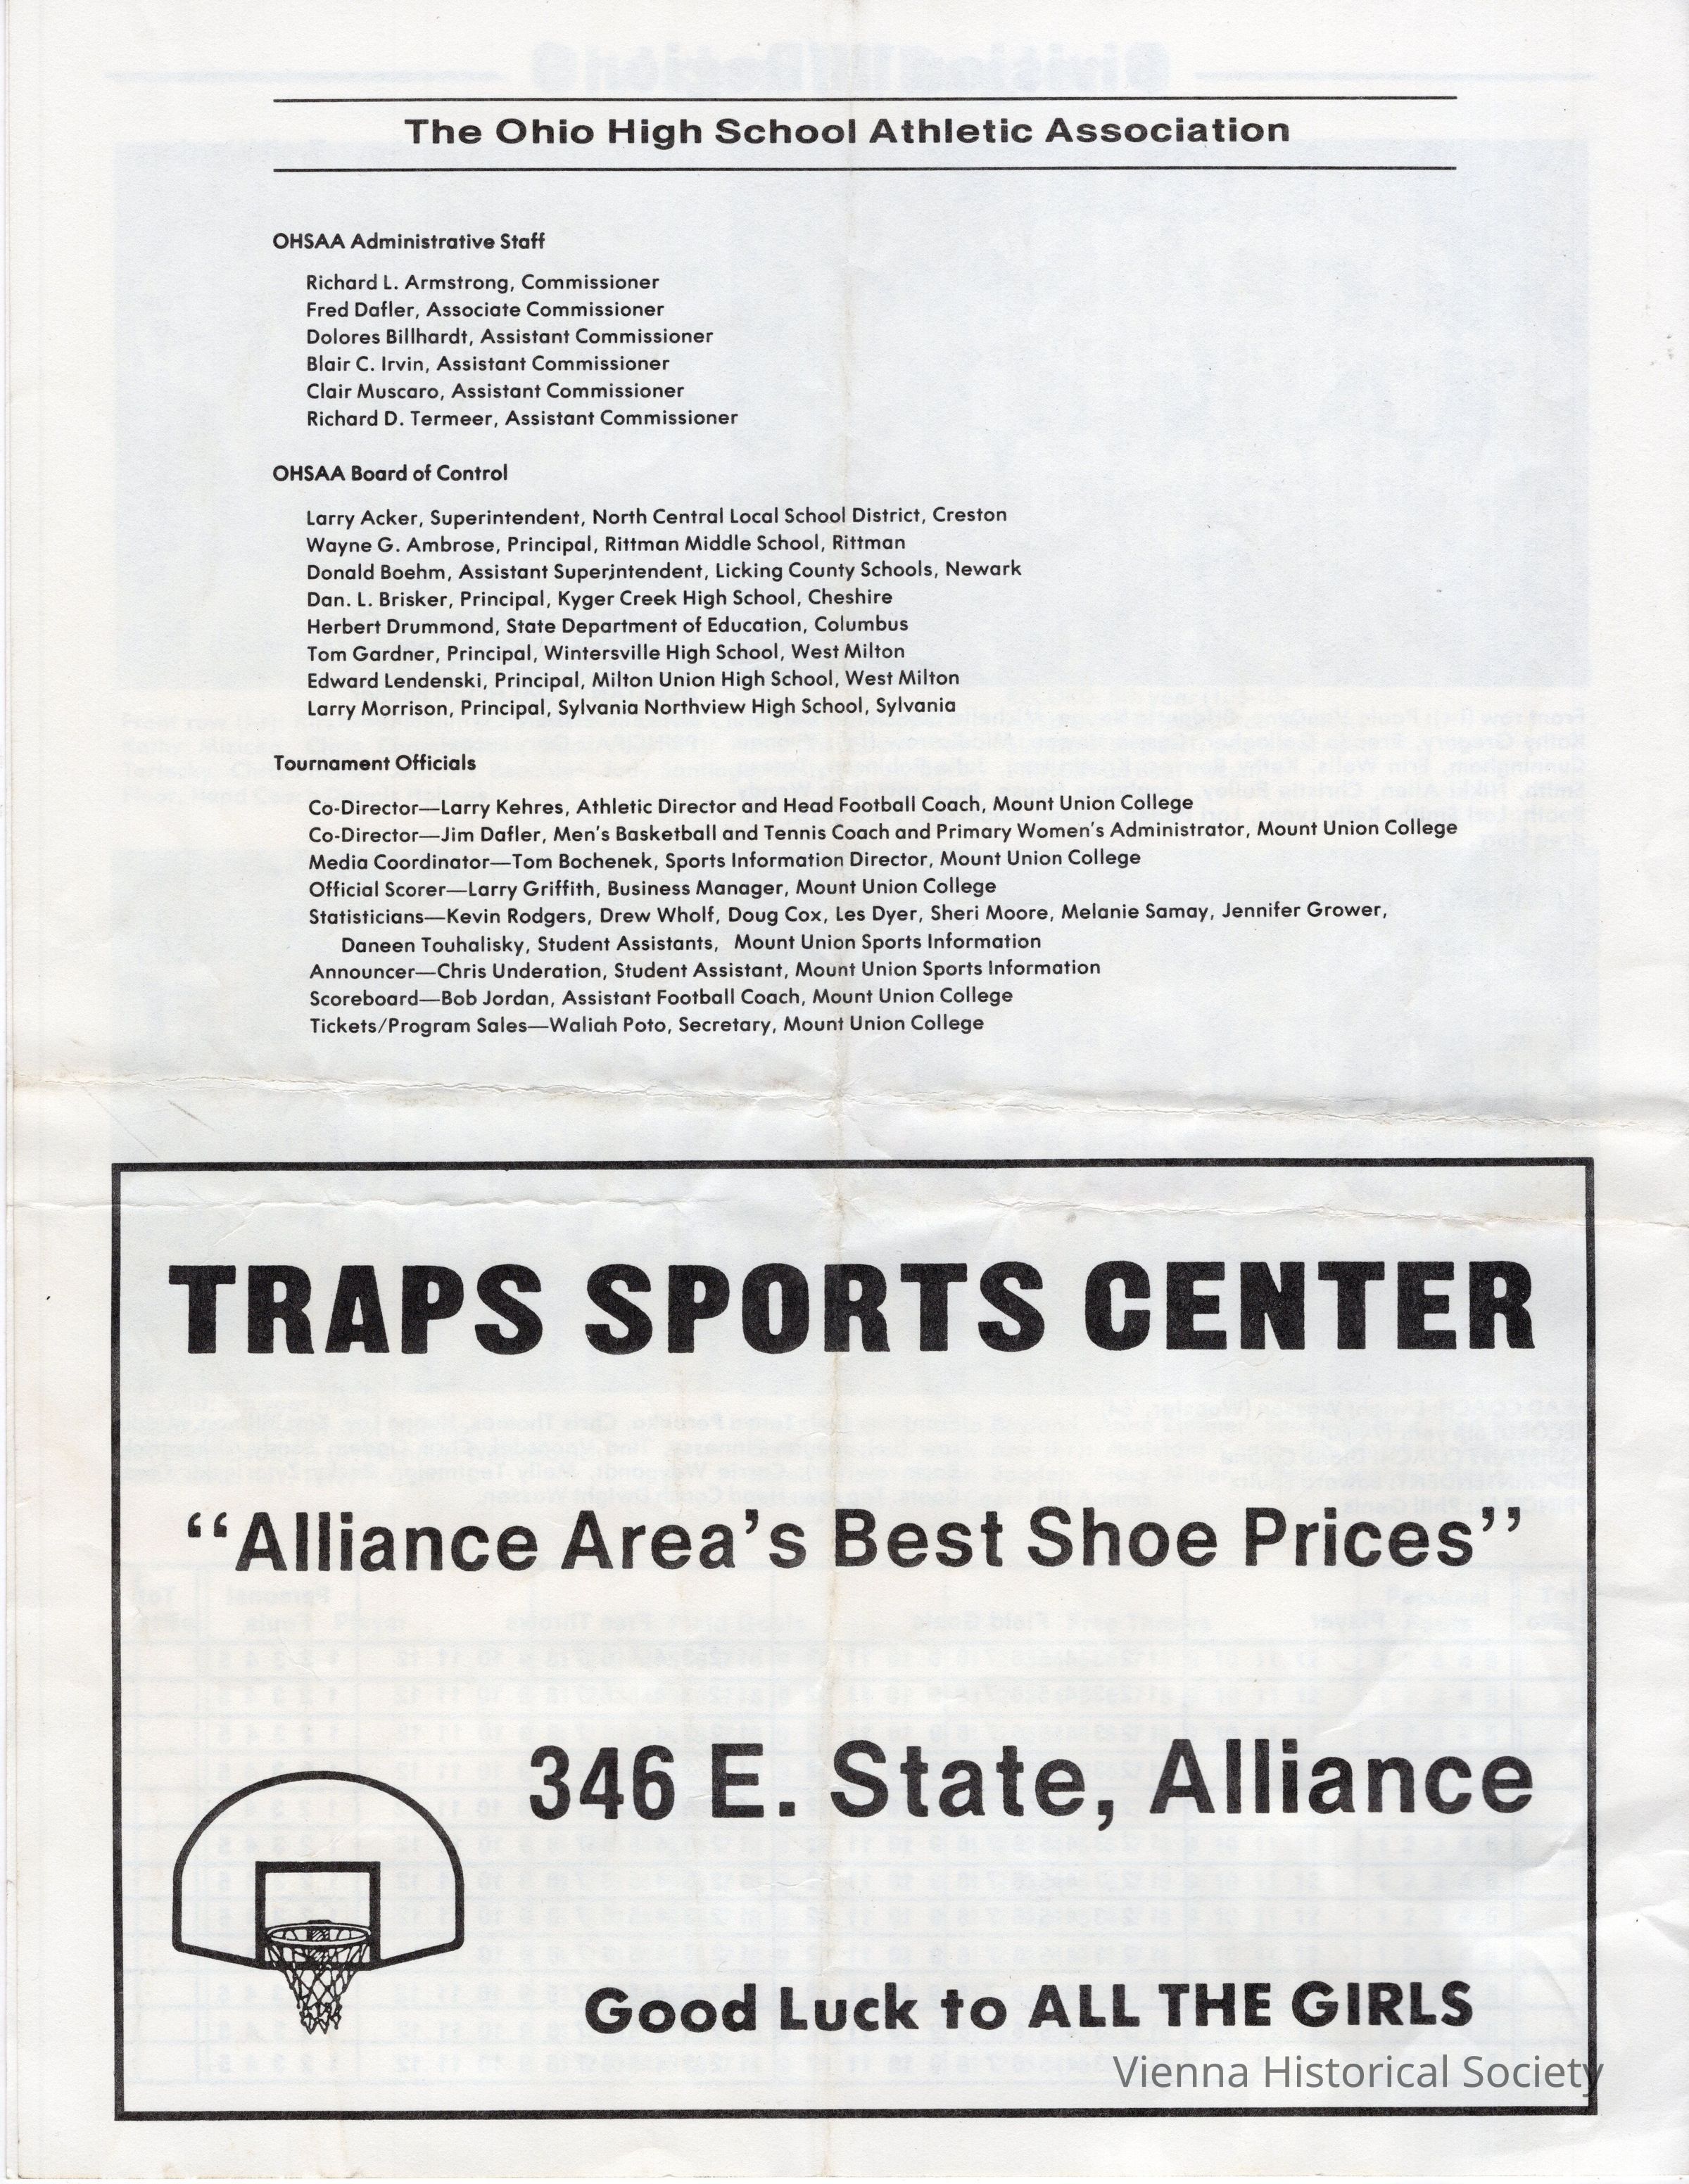 The Ohio High School Athletic Association
OHSAA Administrative Staff
Richard L. Armstrong, Commissioner
Fred Dafler, Associate Commissioner
Dolores Billhardt, Assistant Commissioner
Blair C. Irvin, Assistant Commissioner
Clair Muscaro, Assistant Commissioner
Richard D. Termeer, Assistant Commissioner
OHSAA Board of Control
Larry Acker, Superintendent, North Central Local School District, Creston
Wayne G. Ambrose, Principal, Rittman Middle School, Rittman
Donald Boehm, Assistant Superintendent, Licking County Schools, Newark
Dan. L. Brisker, Principal, Kyger Creek High School, Cheshire
Herbert Drummond, State Department of Education, Columbus
Tom Gardner, Principal, Wintersville High School, West Milton
Edward Lendenski, Principal, Milton Union High School, West Milton
Larry Morrison, Principal, Sylvania Northview High School, Sylvania
Tournament Officials
Co-Director—Larry Kehres, Athletic Director and Head Football Coach, Mount Union College
Co-Director—Jim Dafler, Men's Basketball and Tennis Coach and Primary Women's Administrator, Mount Union College
Media Coordinator—Tom Bochenek, Sports Information Director, Mount Union College
Official Scorer—Larry Griffith, Business Manager, Mount Union College
Statisticians—Kevin Rodgers, Drew Wholf, Doug Cox, Les Dyer, Sheri Moore, Melanie Samay, Jennifer Grower,
Daneen Touhalisky, Student Assistants, Mount Union Sports Information
Announcer—Chris Underation, Student Assistant, Mount Union Sports Information
Scoreboard—Bob Jordan, Assistant Football Coach, Mount Union College
Tickets/Program Sales—Waliah Poto, Secretary, Mount Union College
TRAPS SPORTS CENTER
“Alliance Area's Best Shoe Prices”
346 E. State, Alliance
Good Luck to ALL THE GIRLS
Vienna Historical Society